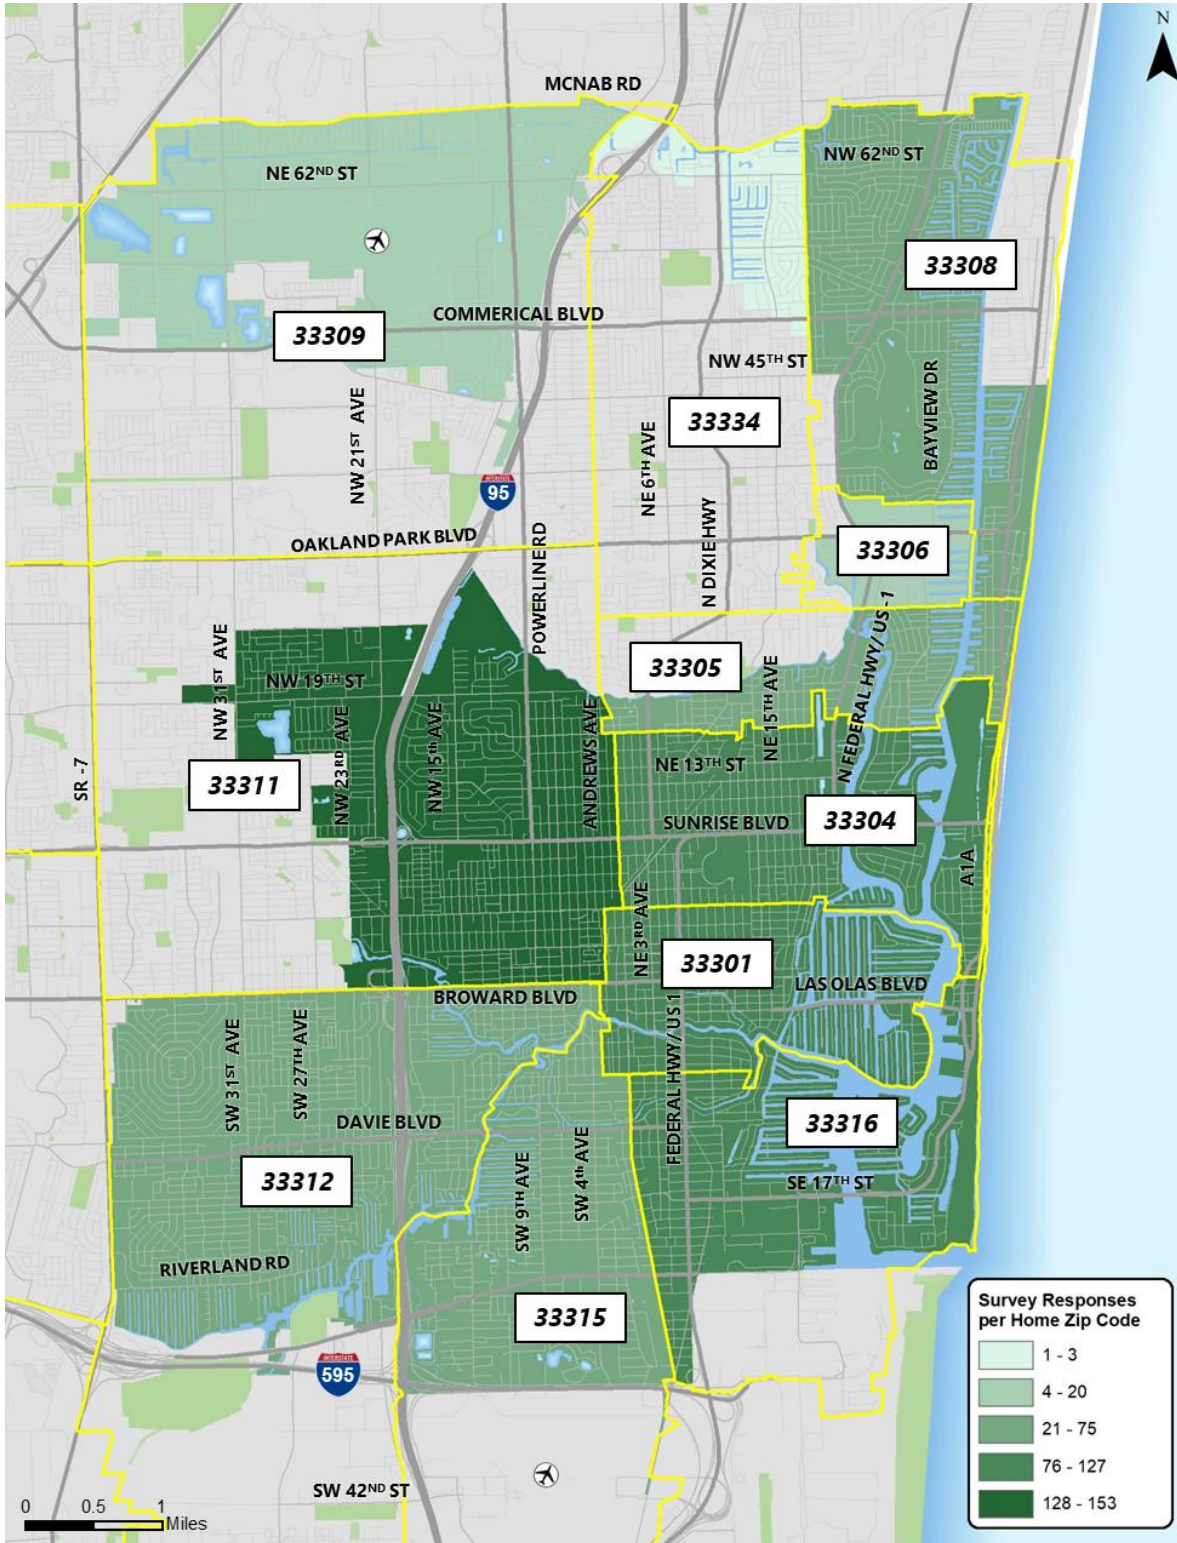 N
MCNAB RD
NE 62ND ST
NW 62ND ST
33308
COMMERICAL BLVD
33309
NW 45TH ST
NW 21ST AVE
33334
BAYVIEW DR
NE 6TH AVE
INTERSTATE
95
N DIXIE HWY
OAKLAND PARK BLVD
POWERLINE RD
33306
N FEDERAL HWY/ US -1
33305
NW 31ST AVE
NW 19TH ST
NE 15TH AVE
NW 23RD AVE
NW 15th AVE
ANDREWS AVE
NE 13TH ST
SR -7
33311
33304
SUNRISE BLVD
A1A
NE 3RD AVE
33301
LAS OLAS BLVD
BROWARD BLVD
FEDERAL HWY/ US 1
SW 31ST AVE
SW 27TH AVE
DAVIE BLVD
33316
SW 4th AVE
SW 9TH AVE
33312
SE 17TH ST
RIVERLAND RD
33315
INTERSTATE
595
SW 42ND ST
0 0.5 1
Miles
Survey Responses
per Home Zip Code
1 - 3
4 - 20
21 - 75
76 - 127
128 - 153